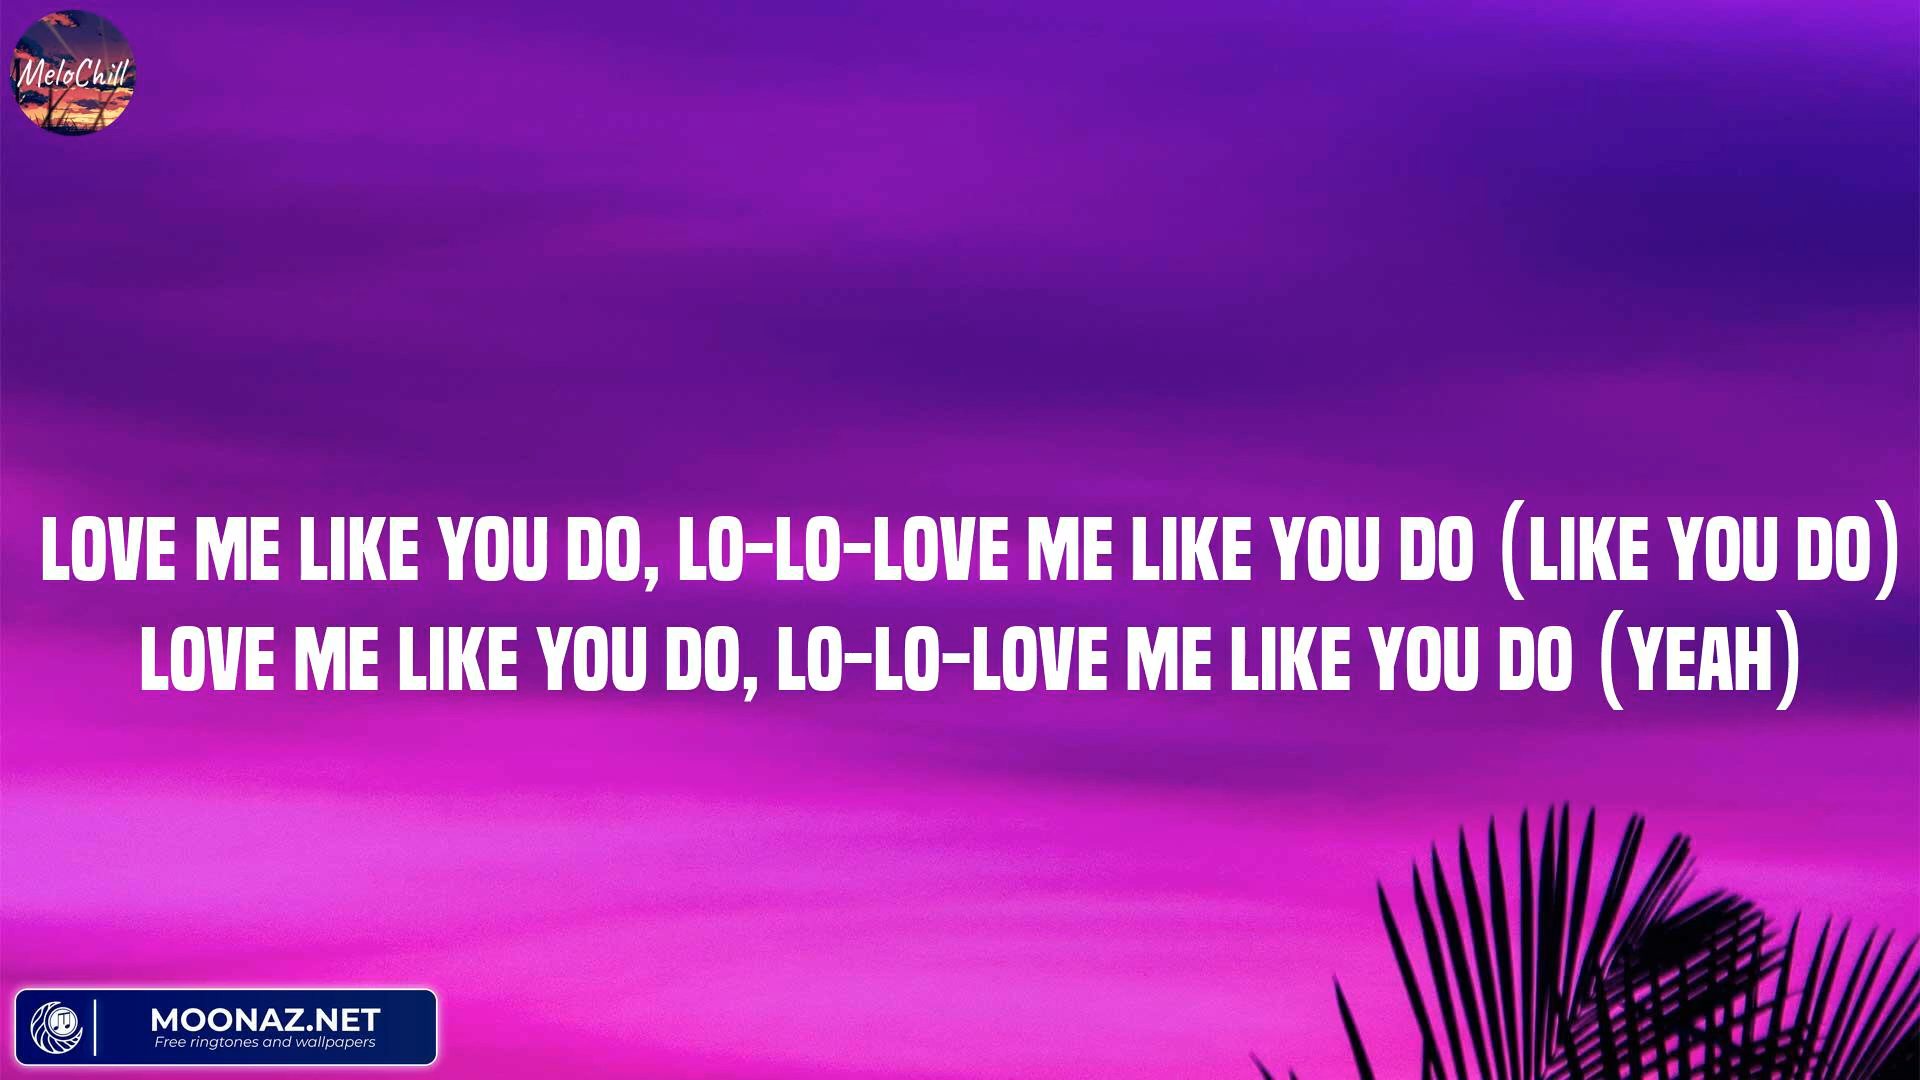 MeloChill
LOVE ME LIKE YOU DO, LO-LO-LOVE ME LIKE YOU DO (LIKE YOU DO)
LOVE ME LIKE YOU DO, LO-LO-LOVE ME LIKE YOU DO (YEAH)
MOONAZ.NET
Free ringtones and wallpapers